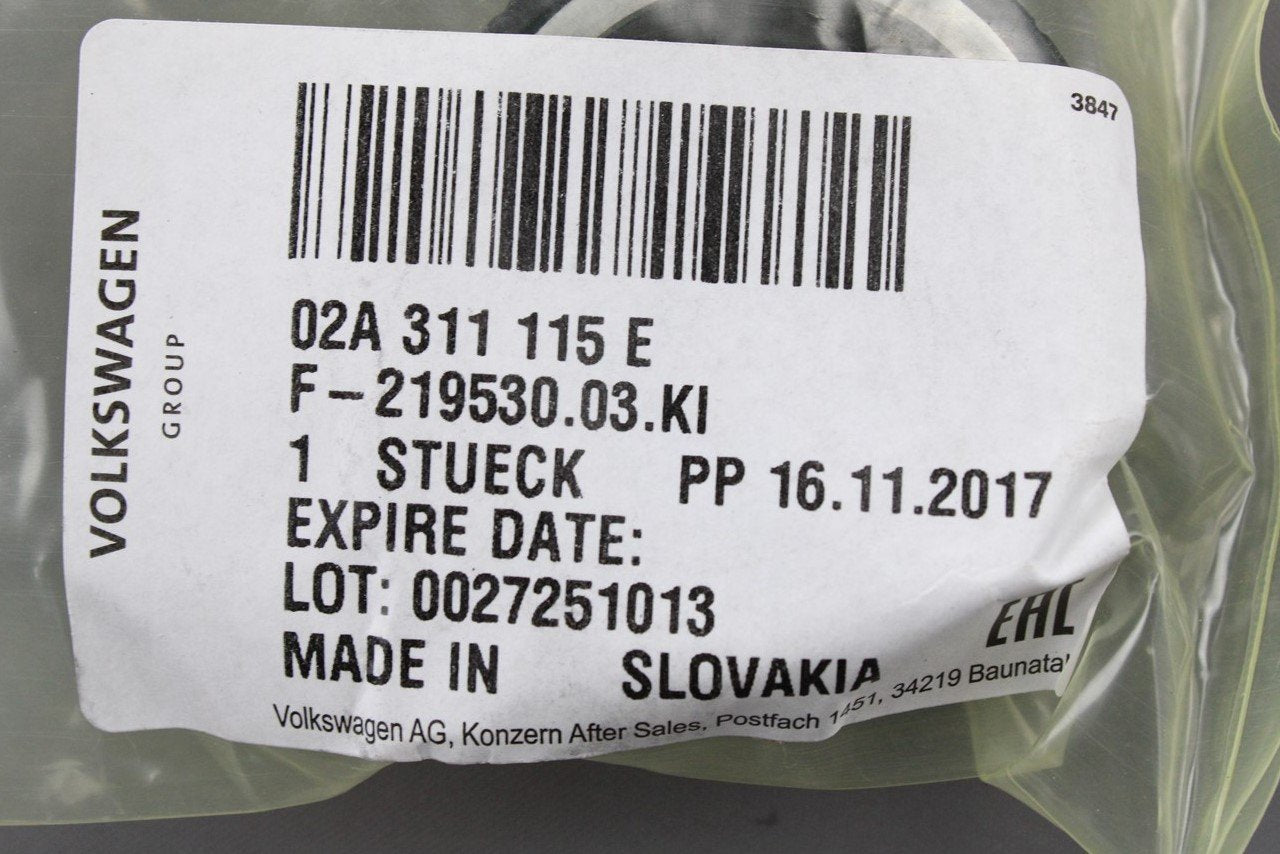 3847
VOLKSWAGEN
GROUP
02A 311 115 E
F-219530.03.KI
1 STUECK PP 16.11.2017
EXPIRE DATE:
LOT: 0027251013
MADE IN SLOVAKIA
EAC
Volkswagen AG, Konzern After Sales, Postfach 1451, 34219 Baunatal